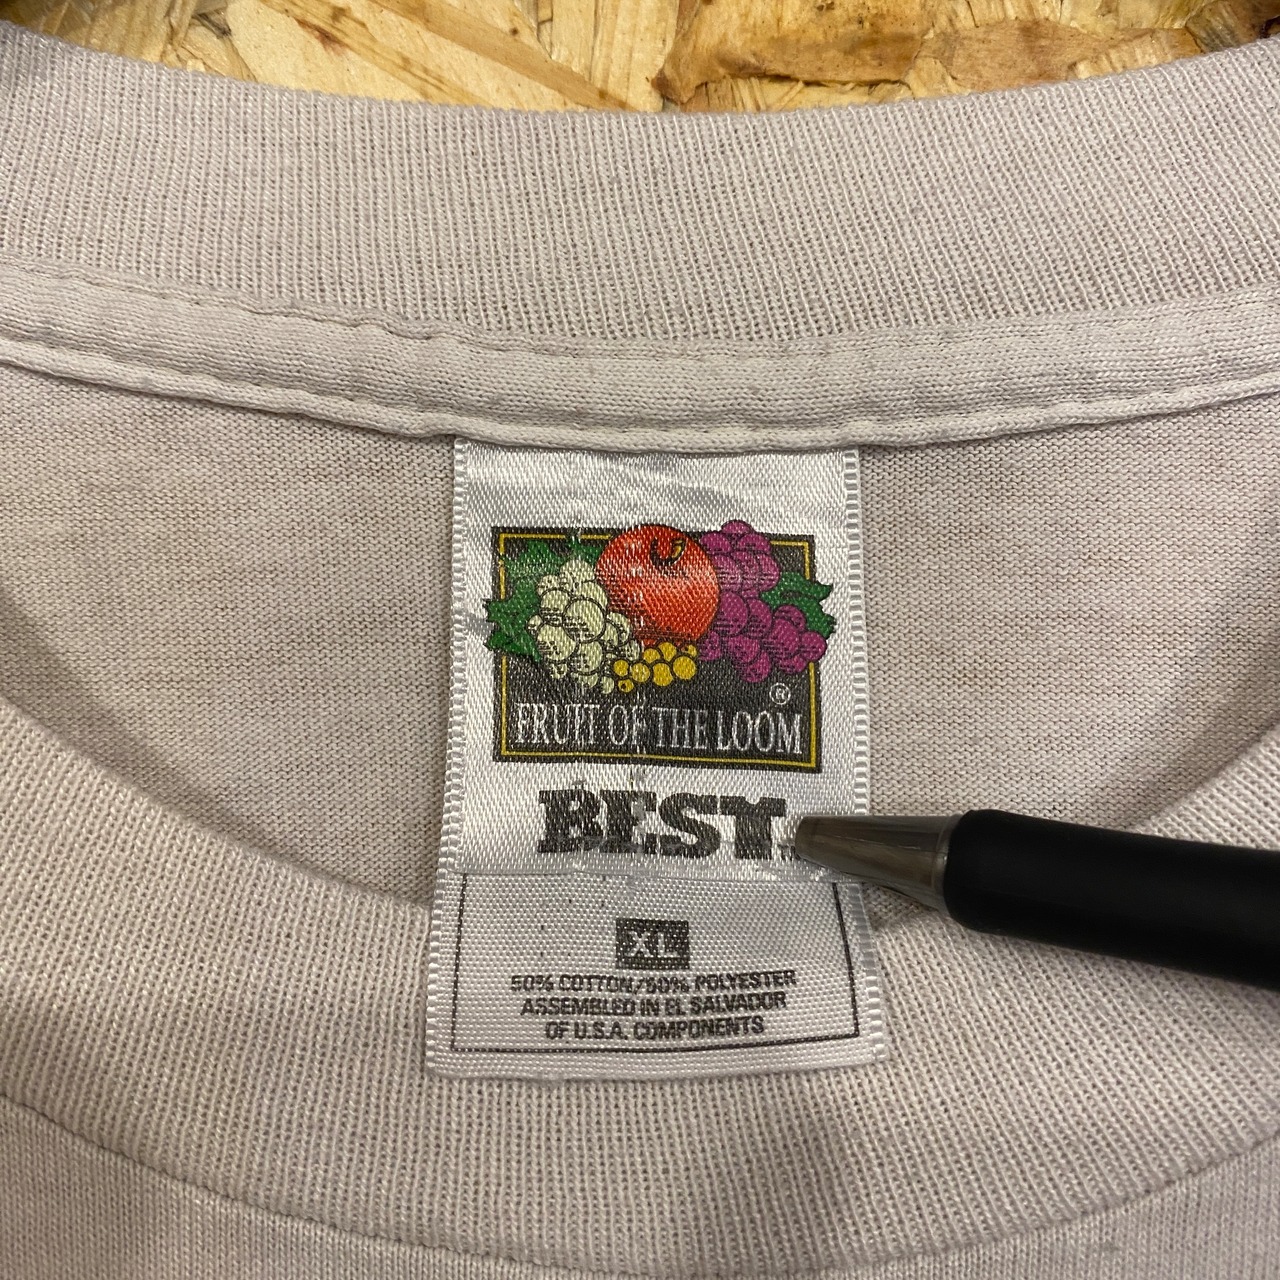 ®
FRUIT OF THE LOOM
BEST
XL
50% COTTON/50% POLYESTER
ASSEMBLED IN EL SALVADOR
OF U.S.A. COMPONENTS